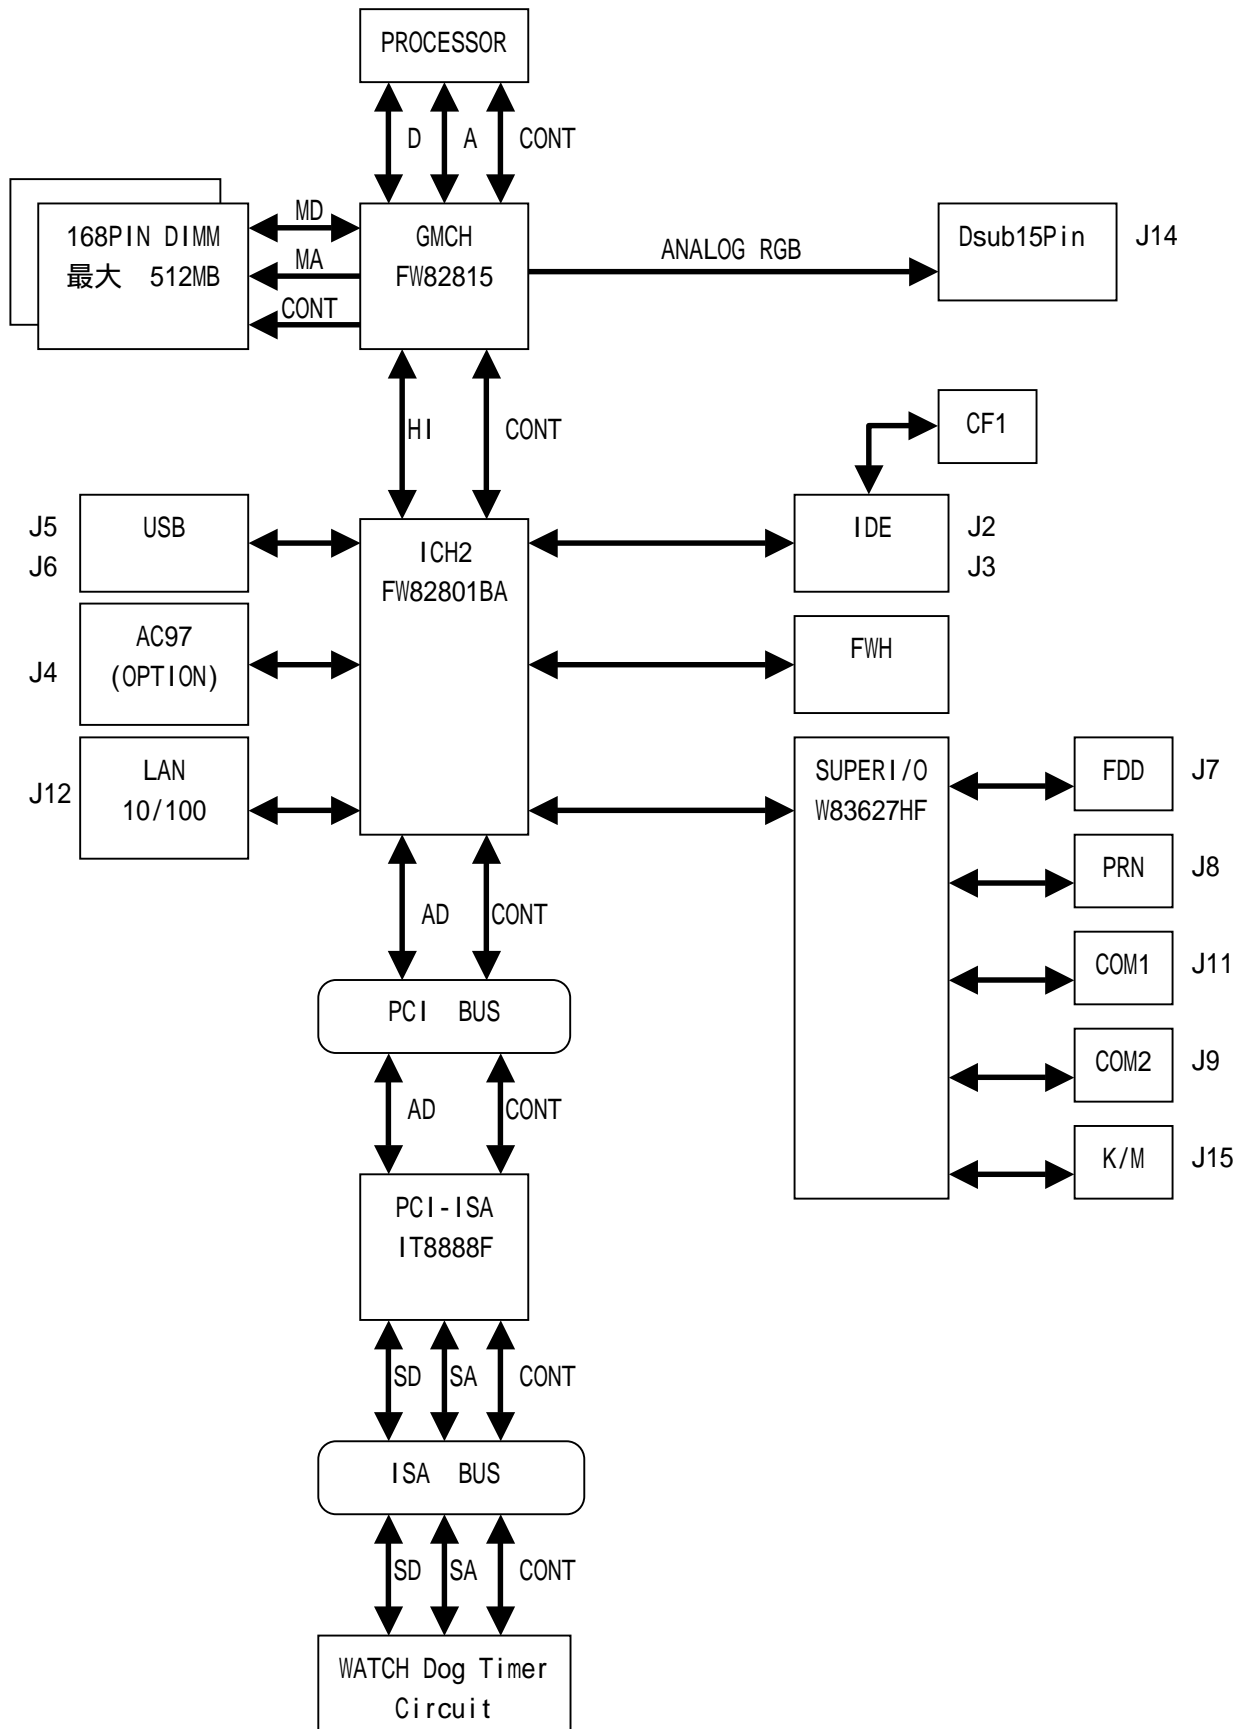 PROCESSOR
D A CONT
168PIN DIMM
最大 512MB
MD
MA
CONT
GMCH
FW82815
ANALOG RGB
Dsub15Pin
J14
HI CONT
CF1
J5
J6
USB
ICH2
FW82801BA
IDE
J2
J3
J4
AC97
(OPTION)
FWH
J12
LAN
10/100
SUPERI/O
W83627HF
FDD J7
PRN J8
COM1 J11
COM2 J9
K/M J15
AD CONT
PCI BUS
AD CONT
PCI-ISA
IT8888F
SD SA CONT
ISA BUS
SD SA CONT
WATCH Dog Timer
Circuit